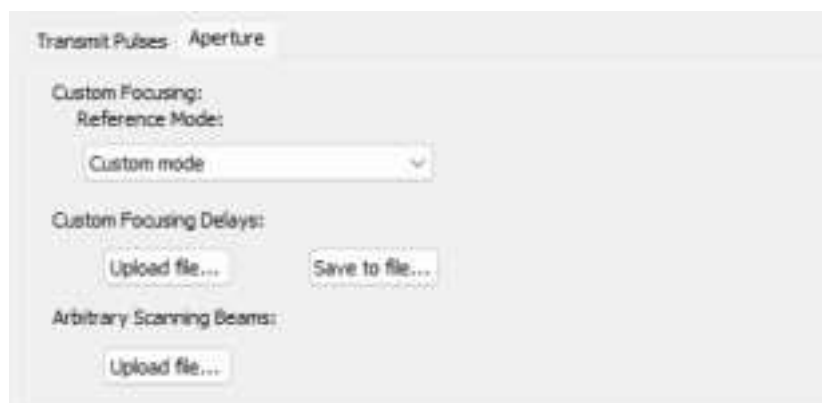 Transmit Pulses Aperture
Custom Focusing:
Reference Mode:
Custom mode
Custom Focusing Delays:
Upload file... Save to file...
Arbitrary Scanning Beams:
Upload file...